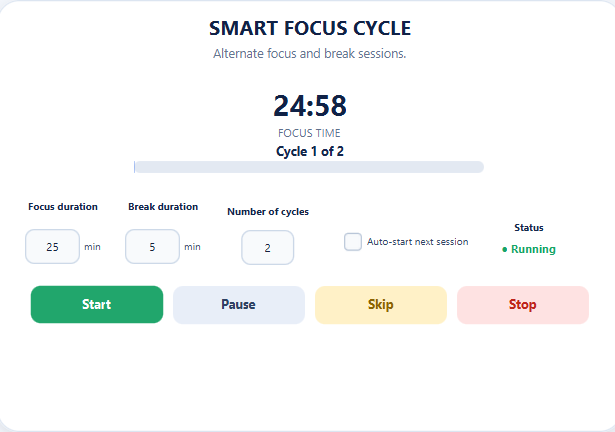 SMART FOCUS CYCLE
Alternate focus and break sessions.
24:58
FOCUS TIME
Cycle 1 of 2
Focus duration
25 min
Break duration
5 min
Number of cycles
2
Auto-start next session
Status
● Running
Start
Pause
Skip
Stop